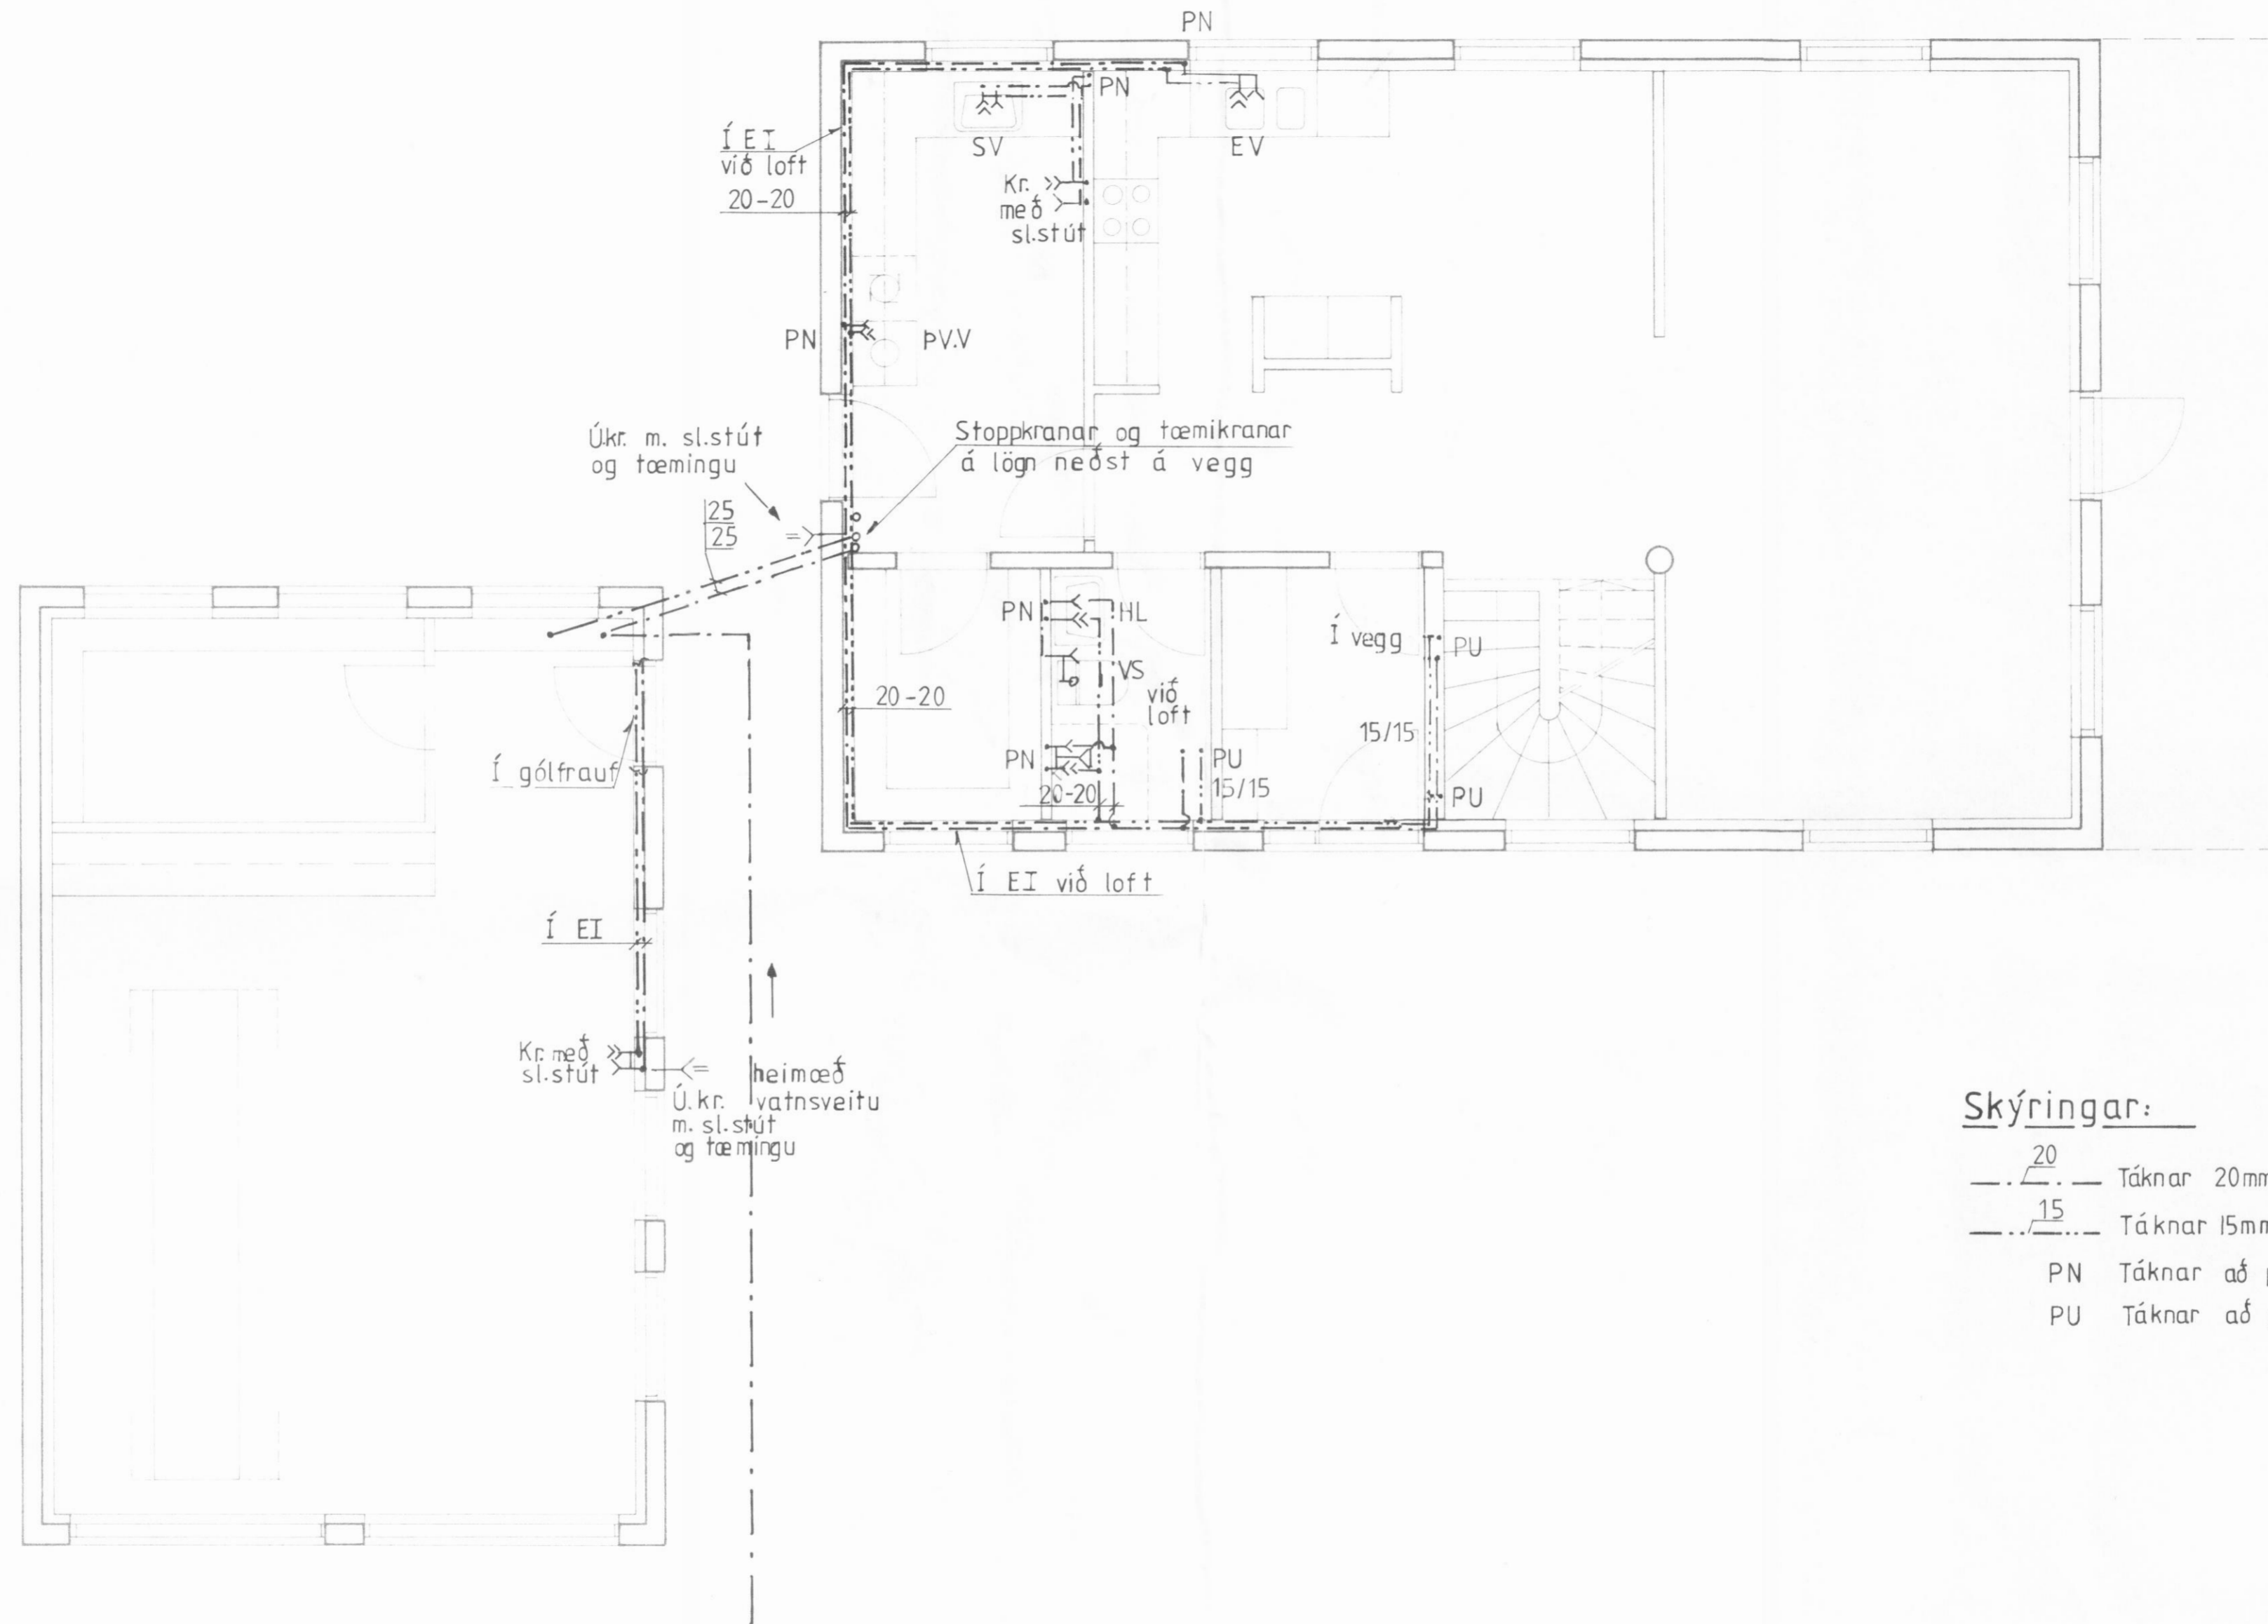 PN
PN
Í EI
við loft
20-20
SV
EV
Kr.
með
sl.stút
PN
ÞV.V
Ú.kr. m. sl.stút
og tæmingu
Stoppkranar og tæmikranar
á lögn neðst á vegg
25
25
PN
HL
Í vegg
PU
VS
við
loft
20-20
15/15
Í gólfrauf
PN
PU
15/15
20-20
PU
Í EI við loft
Í EI
Kr. með
sl.stút
heimæð
vatnsveitu
Ú.kr.
m. sl.stút
og tæmingu
Skýringar:
20
Táknar 20mm
15
Táknar 15mm
PN Táknar að
PU Táknar að